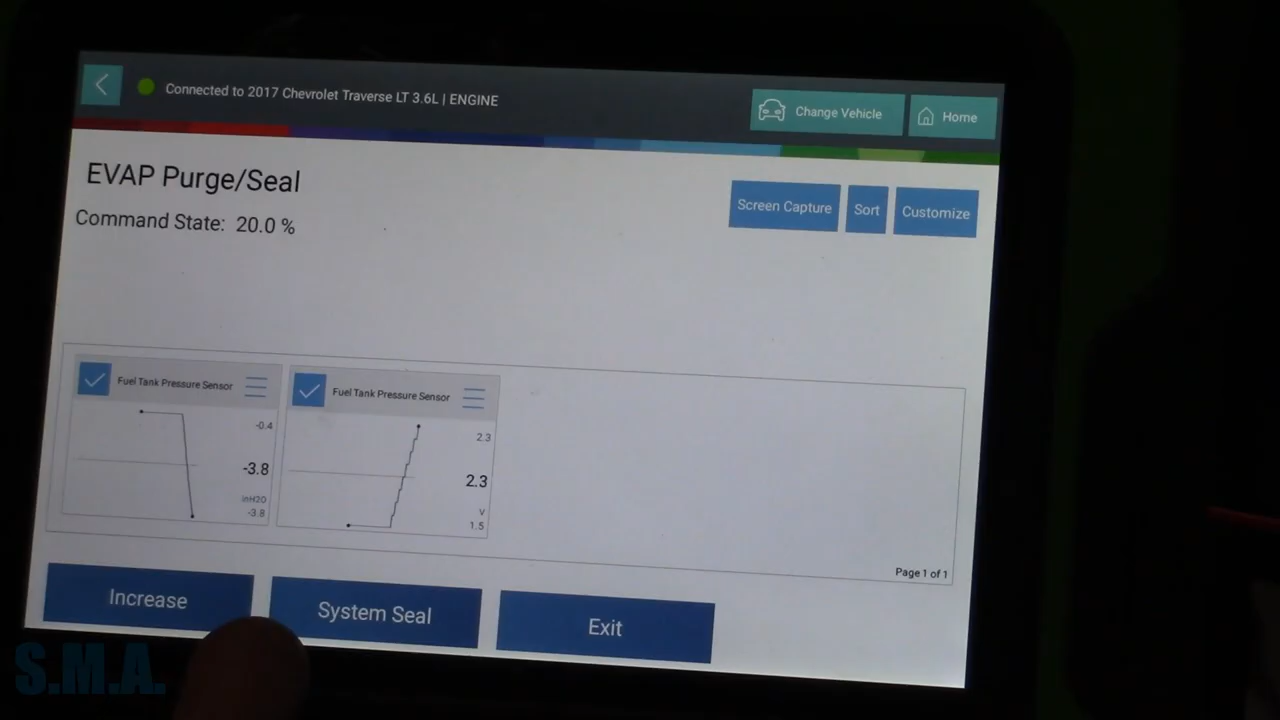 Connected to 2017 Chevrolet Traverse LT 3.6L | ENGINE
Change Vehicle
Home
EVAP Purge/Seal
Command State: 20.0 %
Screen Capture
Sort
Customize
Fuel Tank Pressure Sensor
-0.4
-3.8
inH2O
-3.8
Fuel Tank Pressure Sensor
2.3
2.3
V
1.5
Page 1 of 1
Increase
System Seal
Exit
S.M.A.